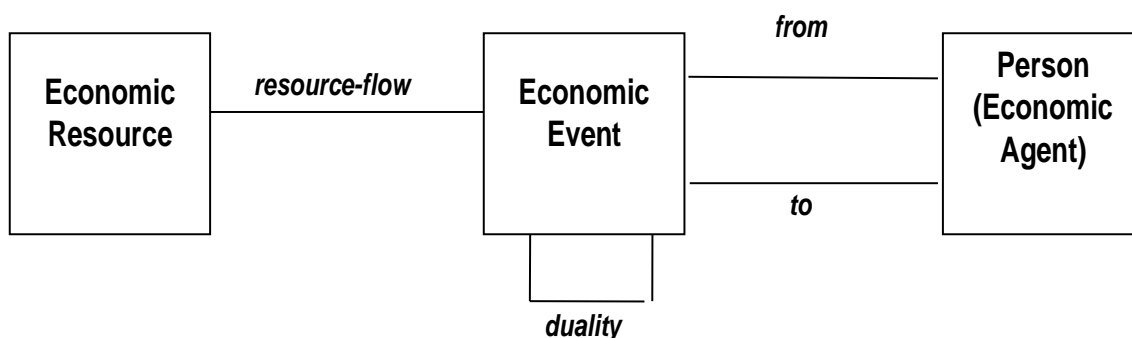 Economic
Resource
resource-flow
Economic
Event
from
to
Person
(Economic
Agent)
duality